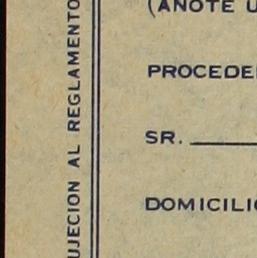 (ANOTE U
PROCEDE
SR.
DOMICILI
UJECION AL REGLAMENTO